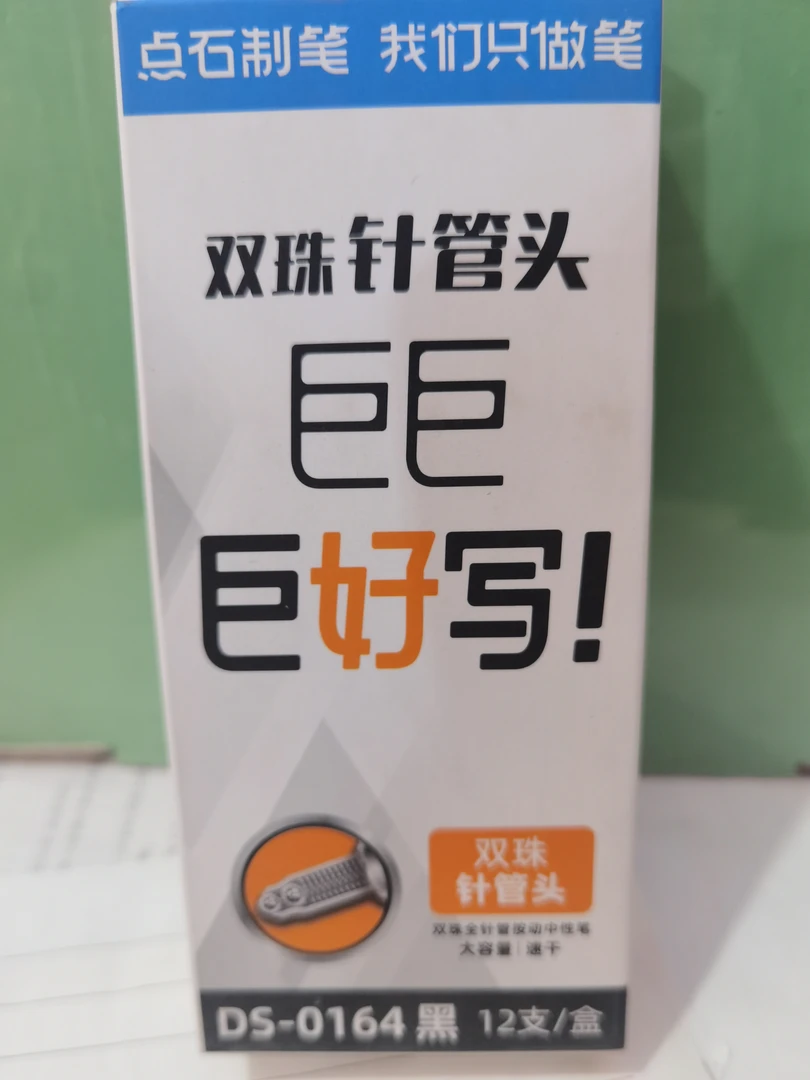 点石制笔 我们只做笔
双珠针管头
巨巨
巨好写!
双珠
针管头
双珠全针管按动中性笔
大容量 | 速干
DS-0164 黑 12支/盒